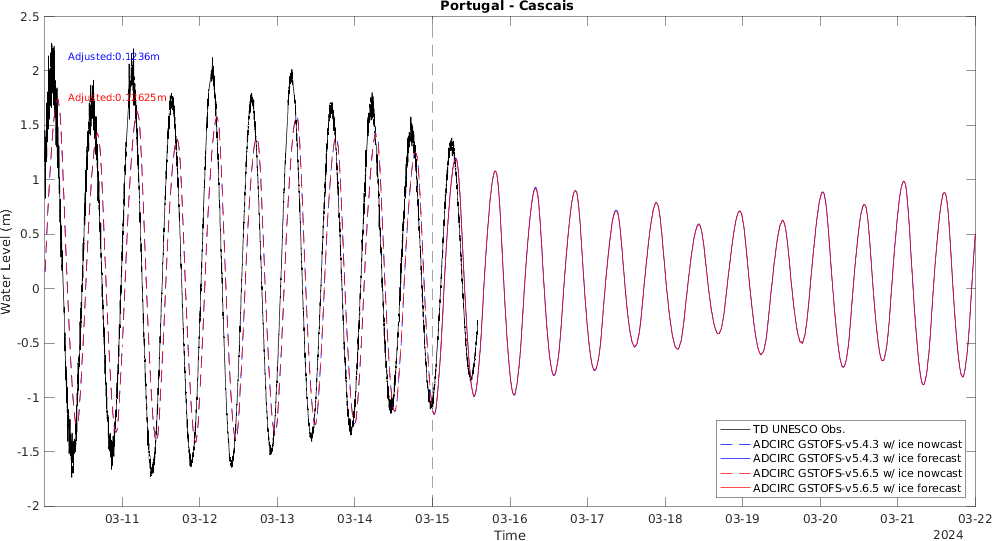 Portugal - Cascais
2.5
2
1.5
1
0.5
0
-0.5
-1
-1.5
-2
Water Level (m)
Adjusted:0.1236m
Adjusted:0.12625m
TD UNESCO Obs.
ADCIRC GSTOFS-v5.4.3 w/ ice nowcast
ADCIRC GSTOFS-v5.4.3 w/ ice forecast
ADCIRC GSTOFS-v5.6.5 w/ ice nowcast
ADCIRC GSTOFS-v5.6.5 w/ ice forecast
03-11 03-12 03-13 03-14 03-15 03-16 03-17 03-18 03-19 03-20 03-21 03-22
Time
2024